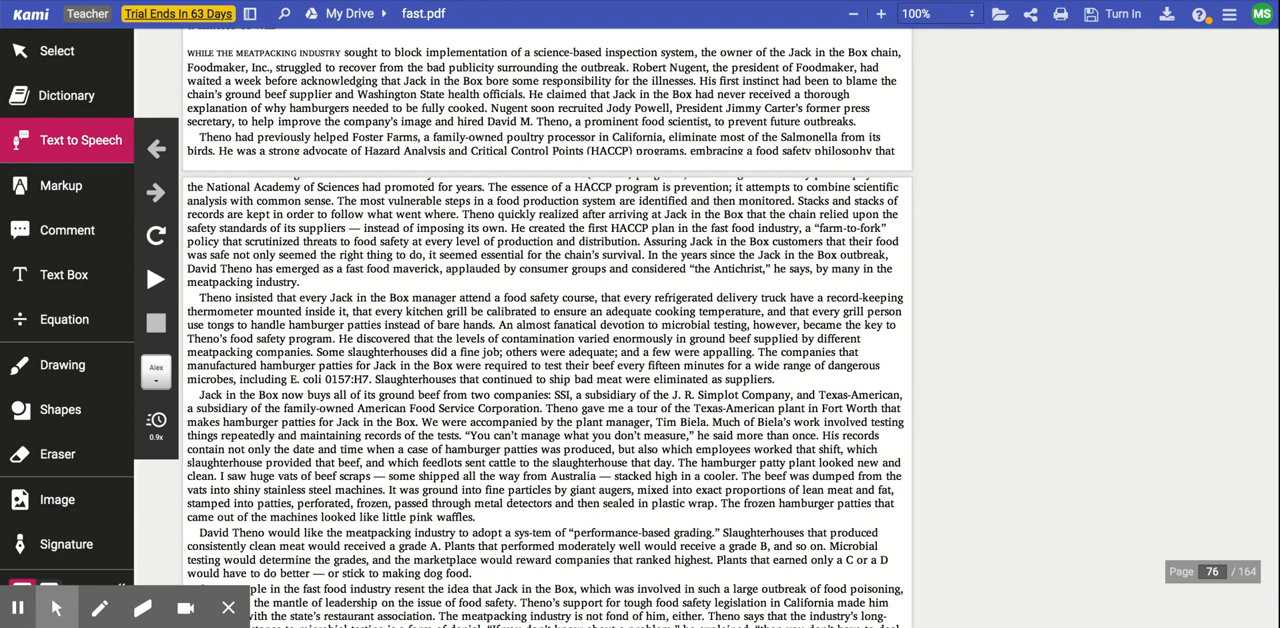 Kami Teacher Trial Ends In 63 Days My Drive fast.pdf 100% Turn In MS
Select
Dictionary
Text to Speech
Markup
Comment
Text Box
Equation
Drawing
Shapes
Eraser
Image
Signature
Alex
0.9x
WHILE THE MEATPACKING INDUSTRY sought to block implementation of a science-based inspection system, the owner of the Jack in the Box chain,
Foodmaker, Inc., struggled to recover from the bad publicity surrounding the outbreak. Robert Nugent, the president of Foodmaker, had
waited a week before acknowledging that Jack in the Box bore some responsibility for the illnesses. His first instinct had been to blame the
chain's ground beef supplier and Washington State health officials. He claimed that Jack in the Box had never received a thorough
explanation of why hamburgers needed to be fully cooked. Nugent soon recruited Jody Powell, President Jimmy Carter's former press
secretary, to help improve the company's image and hired David M. Theno, a prominent food scientist, to prevent future outbreaks.
Theno had previously helped Foster Farms, a family-owned poultry processor in California, eliminate most of the Salmonella from its
birds. He was a strong advocate of Hazard Analysis and Critical Control Points (HACCP) programs, embracing a food safety philosophy that
the National Academy of Sciences had promoted for years. The essence of a HACCP program is prevention; it attempts to combine scientific
analysis with common sense. The most vulnerable steps in a food production system are identified and then monitored. Stacks and stacks of
records are kept in order to follow what went where. Theno quickly realized after arriving at Jack in the Box that the chain relied upon the
safety standards of its suppliers — instead of imposing its own. He created the first HACCP plan in the fast food industry, a “farm-to-fork”
policy that scrutinized threats to food safety at every level of production and distribution. Assuring Jack in the Box customers that their food
was safe not only seemed the right thing to do, it seemed essential for the chain's survival. In the years since the Jack in the Box outbreak,
David Theno has emerged as a fast food maverick, applauded by consumer groups and considered “the Antichrist,” he says, by many in the
meatpacking industry.
Theno insisted that every Jack in the Box manager attend a food safety course, that every refrigerated delivery truck have a record-keeping
thermometer mounted inside it, that every kitchen grill be calibrated to ensure an adequate cooking temperature, and that every grill person
use tongs to handle hamburger patties instead of bare hands. An almost fanatical devotion to microbial testing, however, became the key to
Theno's food safety program. He discovered that the levels of contamination varied enormously in ground beef supplied by different
meatpacking companies. Some slaughterhouses did a fine job; others were adequate; and a few were appalling. The companies that
manufactured hamburger patties for Jack in the Box were required to test their beef every fifteen minutes for a wide range of dangerous
microbes, including E. coli 0157:H7. Slaughterhouses that continued to ship bad meat were eliminated as suppliers.
Jack in the Box now buys all of its ground beef from two companies: SSI, a subsidiary of the J. R. Simplot Company, and Texas-American,
a subsidiary of the family-owned American Food Service Corporation. Theno gave me a tour of the Texas-American plant in Fort Worth that
makes hamburger patties for Jack in the Box. We were accompanied by the plant manager, Tim Biela. Much of Biela's work involved testing
things repeatedly and maintaining records of the tests. “You can't manage what you don't measure,” he said more than once. His records
contain not only the date and time when a case of hamburger patties was produced, but also which employees worked that shift, which
slaughterhouse provided that beef, and which feedlots sent cattle to the slaughterhouse that day. The hamburger patty plant looked new and
clean. I saw huge vats of beef scraps — some shipped all the way from Australia — stacked high in a cooler. The beef was dumped from the
vats into shiny stainless steel machines. It was ground into fine particles by giant augers, mixed into exact proportions of lean meat and fat,
stamped into patties, perforated, frozen, passed through metal detectors and then sealed in plastic wrap. The frozen hamburger patties that
came out of the machines looked like little pink waffles.
David Theno would like the meatpacking industry to adopt a sys-tem of “performance-based grading.” Slaughterhouses that produced
consistently clean meat would received a grade A. Plants that performed moderately well would receive a grade B, and so on. Microbial
testing would determine the grades, and the marketplace would reward companies that ranked highest. Plants that earned only a C or a D
would have to do better — or stick to making dog food.
ple in the fast food industry resent the idea that Jack in the Box, which was involved in such a large outbreak of food poisoning,
the mantle of leadership on the issue of food safety. Theno's support for tough food safety legislation in California made him
with the state's restaurant association. The meatpacking industry is not fond of him, either. Theno says that the industry's long-
Page 76 / 164